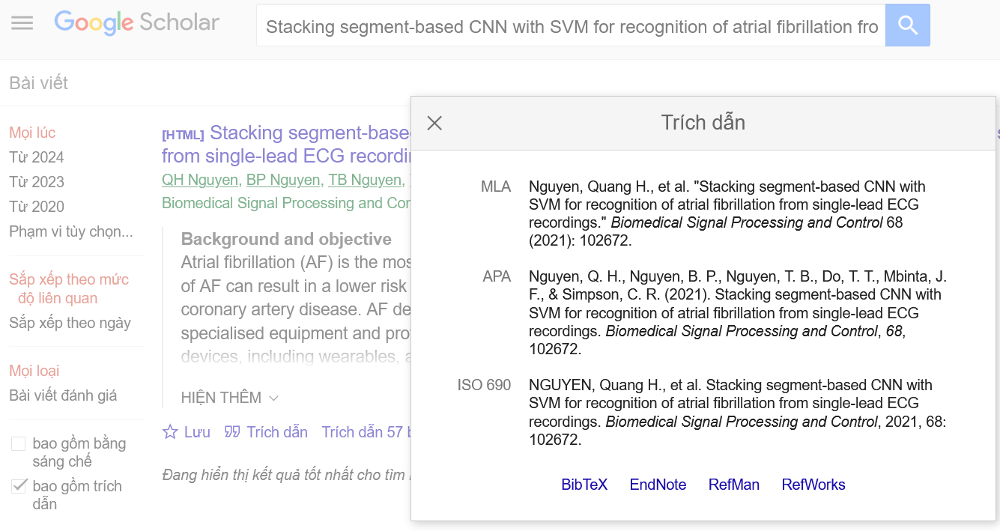 Google Scholar
Stacking segment-based CNN with SVM for recognition of atrial fibrillation fro
Bài viết
Mọi lúc
Từ 2024
Từ 2023
Từ 2020
Phạm vi tùy chọn...
Sắp xếp theo mức
độ liên quan
Sắp xếp theo ngày
Mọi loại
Bài viết đánh giá
bao gồm bằng
sáng chế
bao gồm trích
dẫn
[HTML] Stacking segment-base
from single-lead ECG
QH Nguyen, BP Nguyen, TB Nguyen,
Biomedical Signal Processing and Cor
Background and objective
Atrial fibrillation (AF) is the mos
of AF can result in a lower risk
coronary artery disease. AF de
specialised equipment and pro
devices, including wearables,
HIỆN THÊM
Lưu Trích dẫn Trích dẫn 57
Đang hiển thị kết quả tốt nhất cho tìm
Trích dẫn
MLA Nguyen, Quang H., et al. "Stacking segment-based CNN with
SVM for recognition of atrial fibrillation from single-lead ECG
recordings." Biomedical Signal Processing and Control 68
(2021): 102672.
APA Nguyen, Q. H., Nguyen, B. P., Nguyen, T. B., Do, T. T., Mbinta, J.
F., & Simpson, C. R. (2021). Stacking segment-based CNN with
SVM for recognition of atrial fibrillation from single-lead ECG
recordings. Biomedical Signal Processing and Control, 68,
102672.
ISO 690 NGUYEN, Quang H., et al. Stacking segment-based CNN with
SVM for recognition of atrial fibrillation from single-lead ECG
recordings. Biomedical Signal Processing and Control, 2021, 68:
102672.
BibTeX EndNote RefMan RefWorks